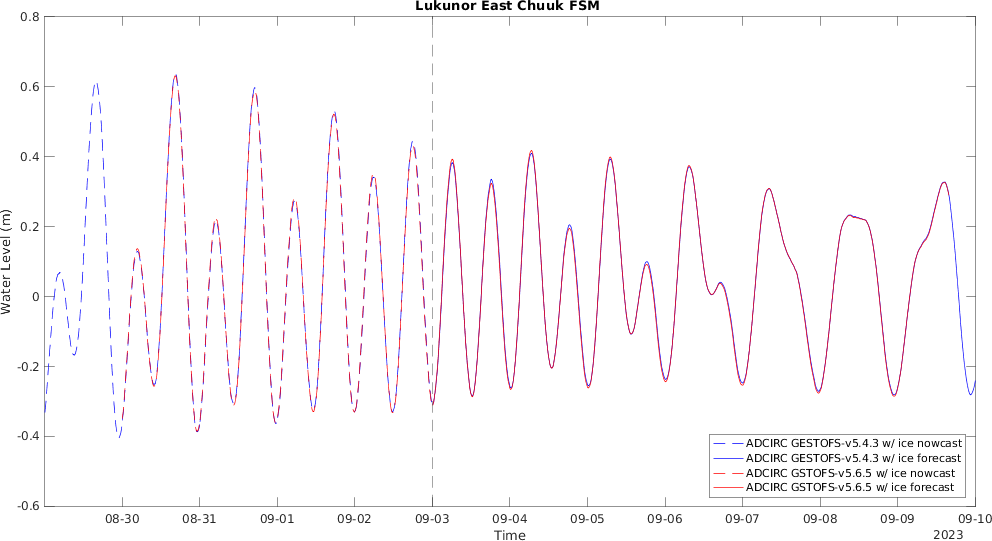 Lukunor East Chuuk FSM
Water Level (m)
0.8
0.6
0.4
0.2
0
-0.2
-0.4
-0.6
ADCIRC GESTOFS-v5.4.3 w/ ice nowcast
ADCIRC GESTOFS-v5.4.3 w/ ice forecast
ADCIRC GSTOFS-v5.6.5 w/ ice nowcast
ADCIRC GSTOFS-v5.6.5 w/ ice forecast
08-30 08-31 09-01 09-02 09-03 09-04 09-05 09-06 09-07 09-08 09-09 09-10
Time
2023